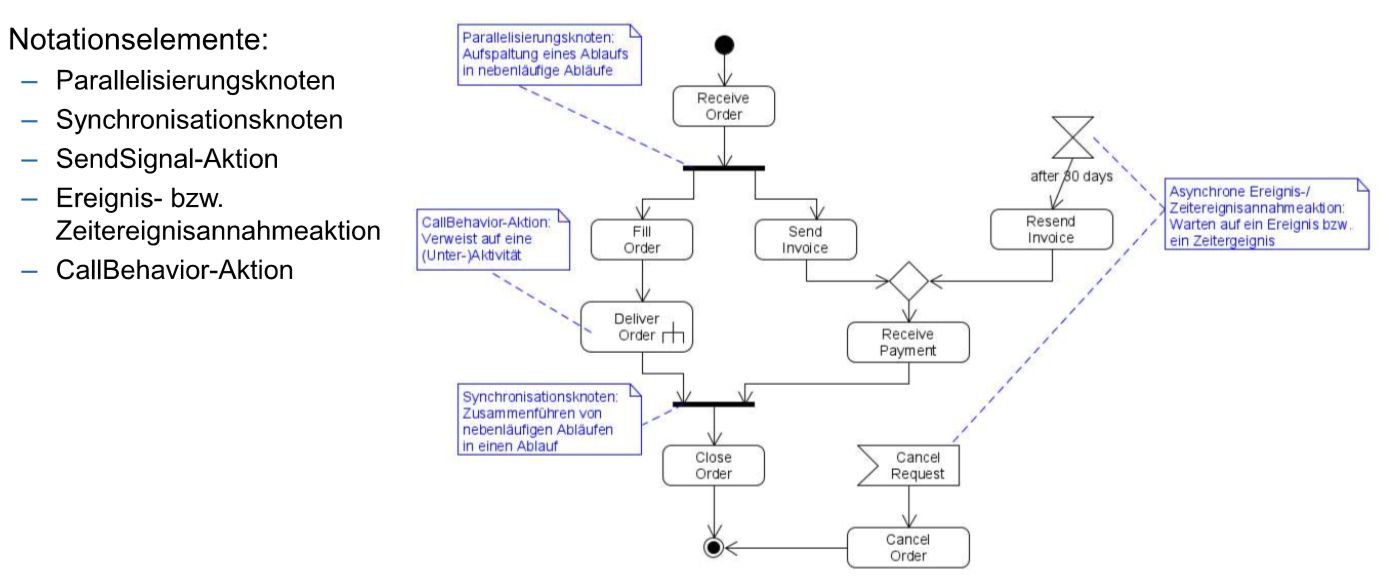 Notationselemente:
– Parallelisierungsknoten
– Synchronisationsknoten
– SendSignal-Aktion
– Ereignis- bzw.
Zeitereignisannahmeaktion
– CallBehavior-Aktion
Parallelisierungsknoten:
Aufspaltung eines Ablaufs
in nebenläufige Abläufe
Receive
Order
after 30 days
Asynchrone Ereignis-/
Zeitereignisannahmeaktion:
Warten auf ein Ereignis bzw.
ein Zeitergeignis
CallBehavior-Aktion:
Verweist auf eine
(Unter-)Aktivität
Fill
Order
Send
Invoice
Resend
Invoice
Deliver
Order
Receive
Payment
Synchronisationsknoten:
Zusammenführen von
nebenläufigen Abläufen
in einen Ablauf
Close
Order
Cancel
Request
Cancel
Order